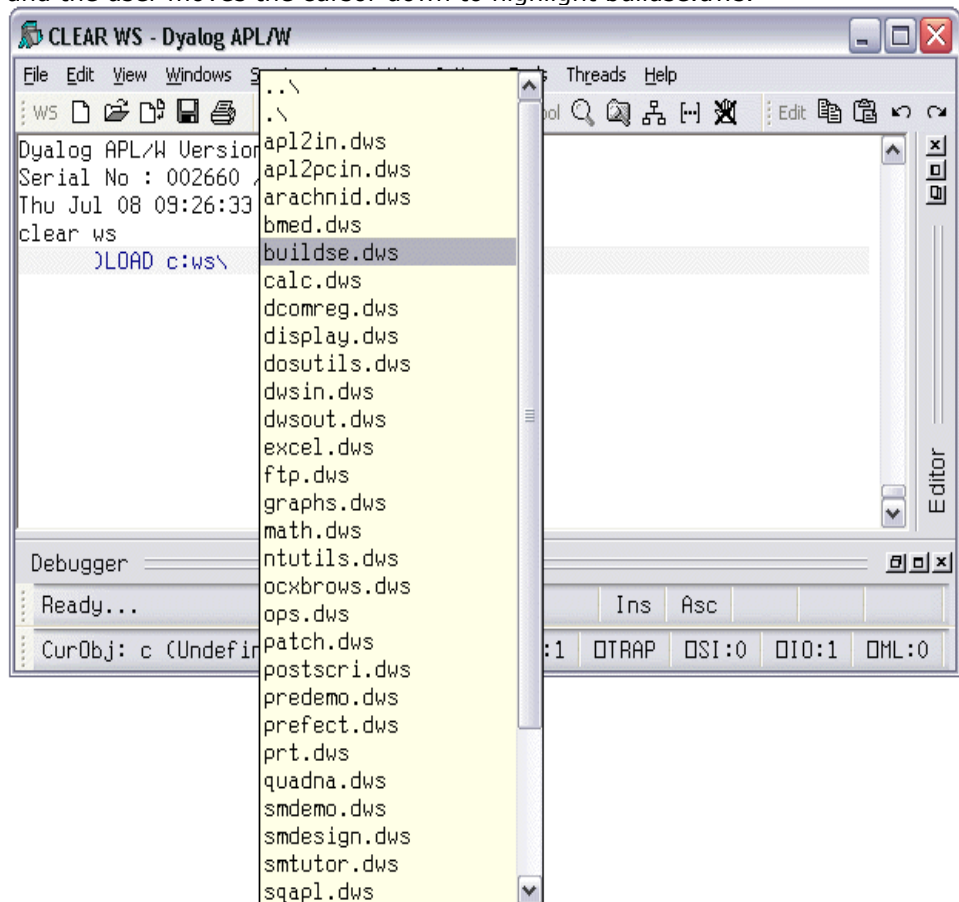 and the user moves the cursor down to highlight buildse.dws.
CLEAR WS - Dyalog APL/W
File Edit View Windows Threads Help
WS Edit
Dyalog APL/W Version
Serial No : 002660 /
Thu Jul 08 09:26:33
clear ws
)LOAD c:ws\
..\
.\
apl2in.dws
apl2pcin.dws
arachnid.dws
bmed.dws
buildse.dws
calc.dws
dcomreg.dws
display.dws
dosutils.dws
dwsin.dws
dwsout.dws
excel.dws
ftp.dws
graphs.dws
math.dws
ntutils.dws
ocxbrows.dws
ops.dws
patch.dws
postscri.dws
predemo.dws
prefect.dws
prt.dws
quadna.dws
smdemo.dws
smdesign.dws
smtutor.dws
sqapl.dws
Editor
Debugger
Ready... Ins Asc
CurObj: c (Undefin :1 ⎕TRAP ⎕SI:0 ⎕IO:1 ⎕ML:0